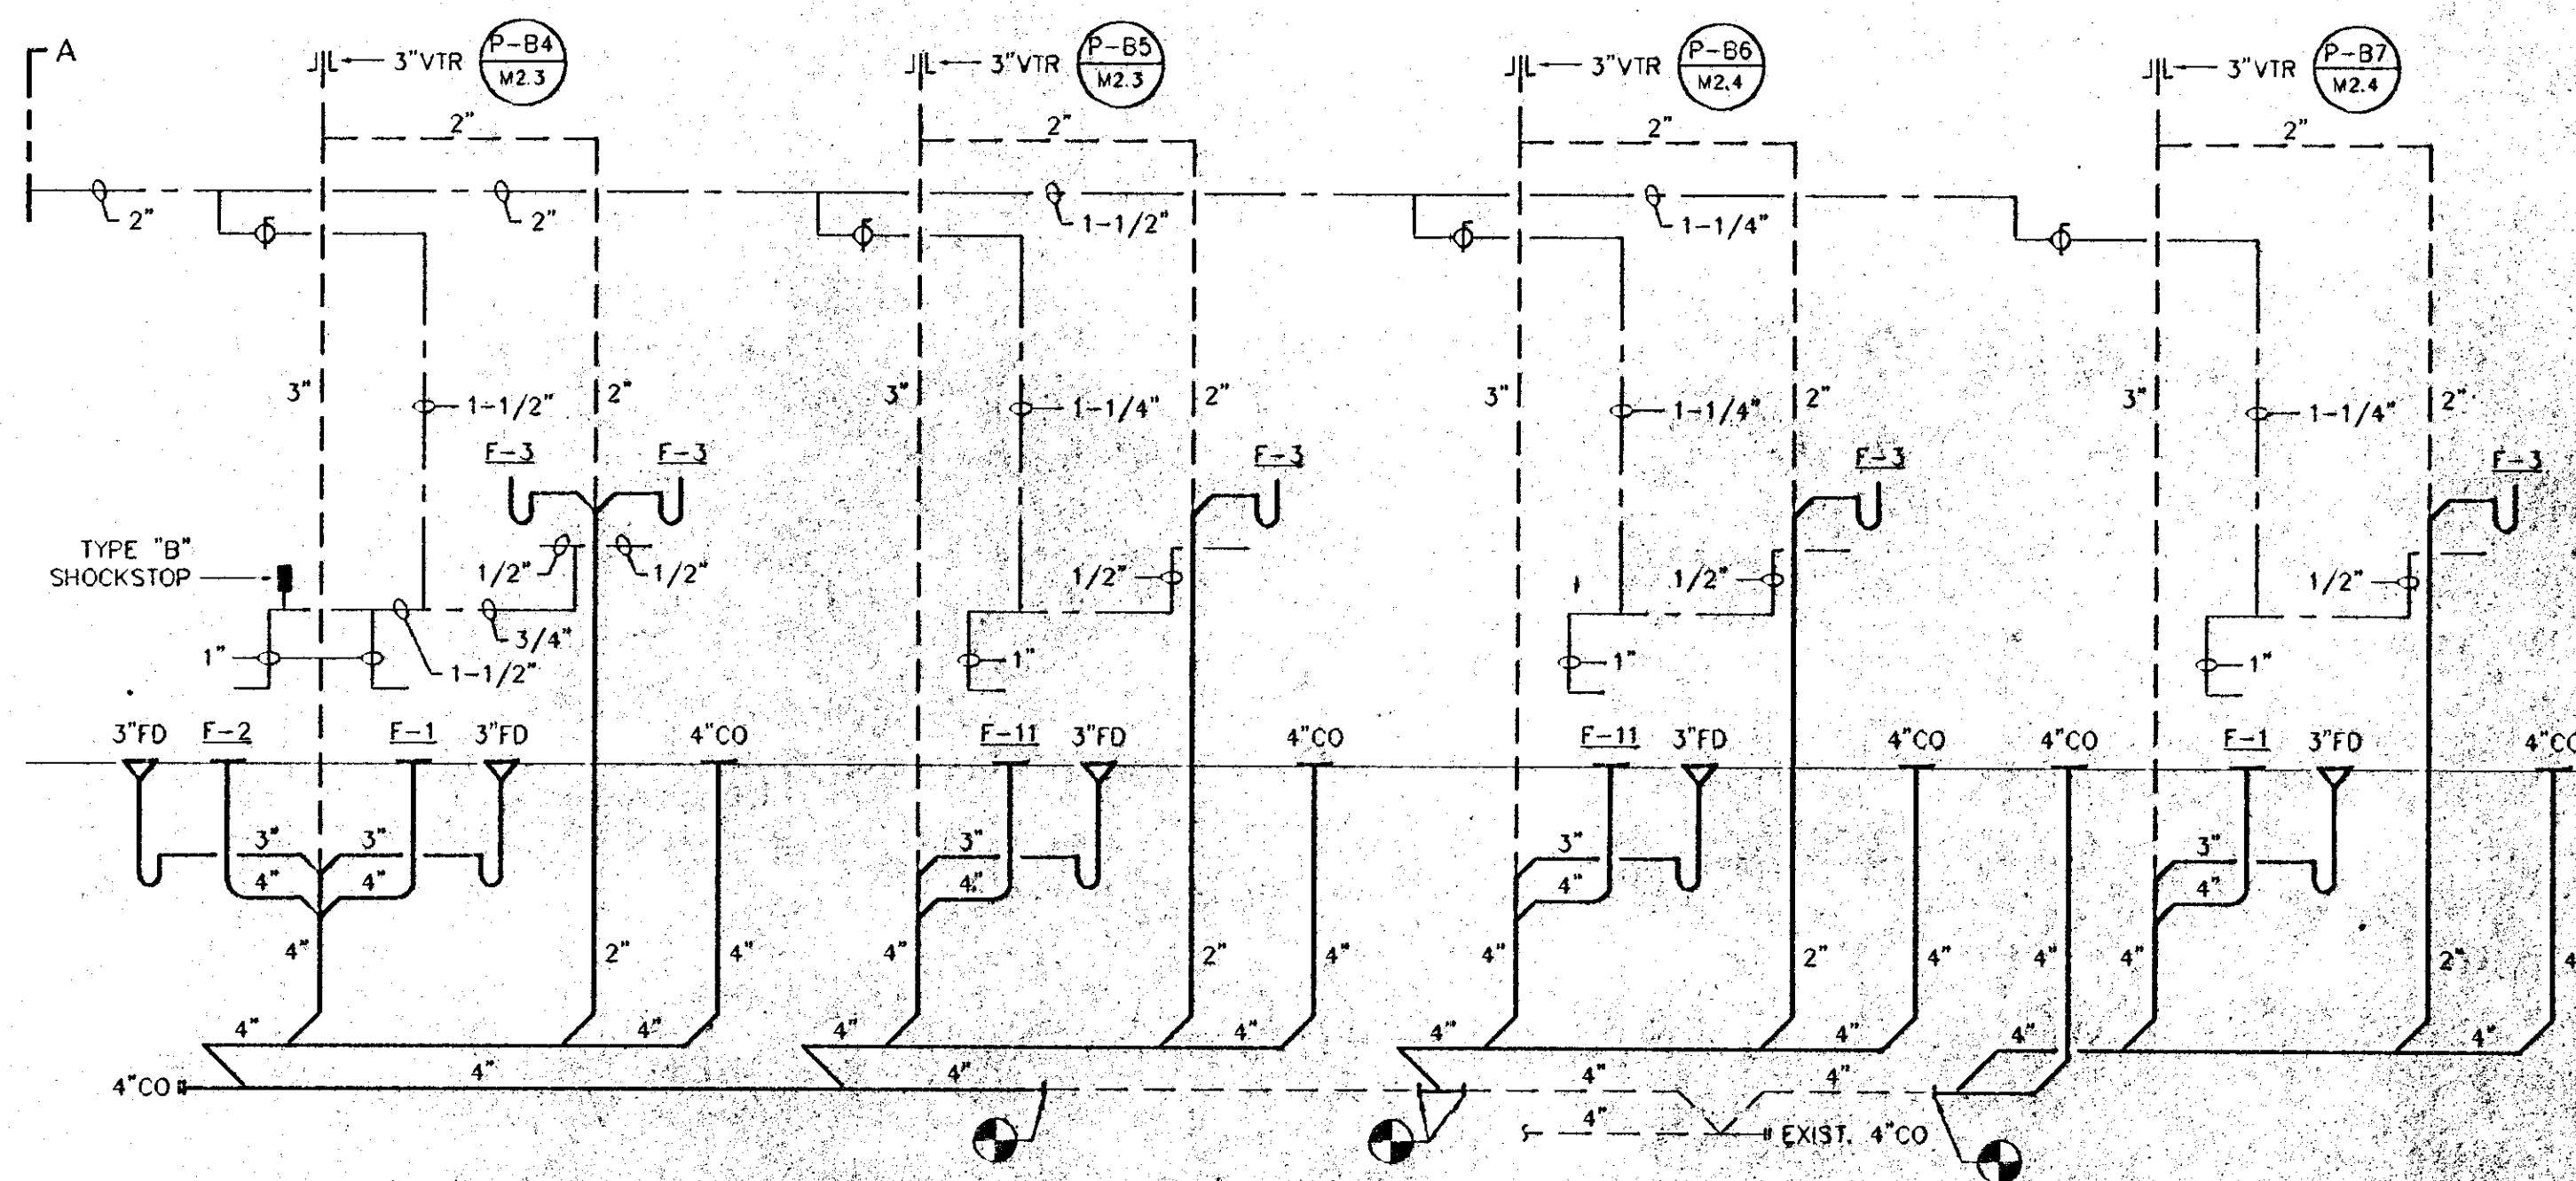 A
3"VTR
P-B4
M2.3
3"VTR
P-B5
M2.3
3"VTR
P-B6
M2.4
3"VTR
P-B7
M2.4
2"
2"
2"
2"
2"
2"
1-1/2"
1-1/4"
3"
1-1/2"
2"
3"
1-1/4"
2"
3"
1-1/4"
2"
3"
1-1/4"
2"
F-3
F-3
F-3
F-3
F-3
TYPE "B"
SHOCKSTOP
1/2"
1/2"
1/2"
1/2"
1/2"
3/4"
1"
1-1/2"
1"
1"
1"
3"FD
F-2
F-1
3"FD
4"CO
F-11
3"FD
4"CO
F-11
3"FD
4"CO
4"CO
F-1
3"FD
4"CO
3"
3"
3"
3"
3"
4"
4"
4"
4"
4"
4"
2"
4"
4"
2"
4"
4"
2"
4"
4"
4"
2"
4"
4"
4"
4"
4"
4"
4"
4"
4"
4"CO
4"
4"
4"
4"
4"
EXIST. 4"CO